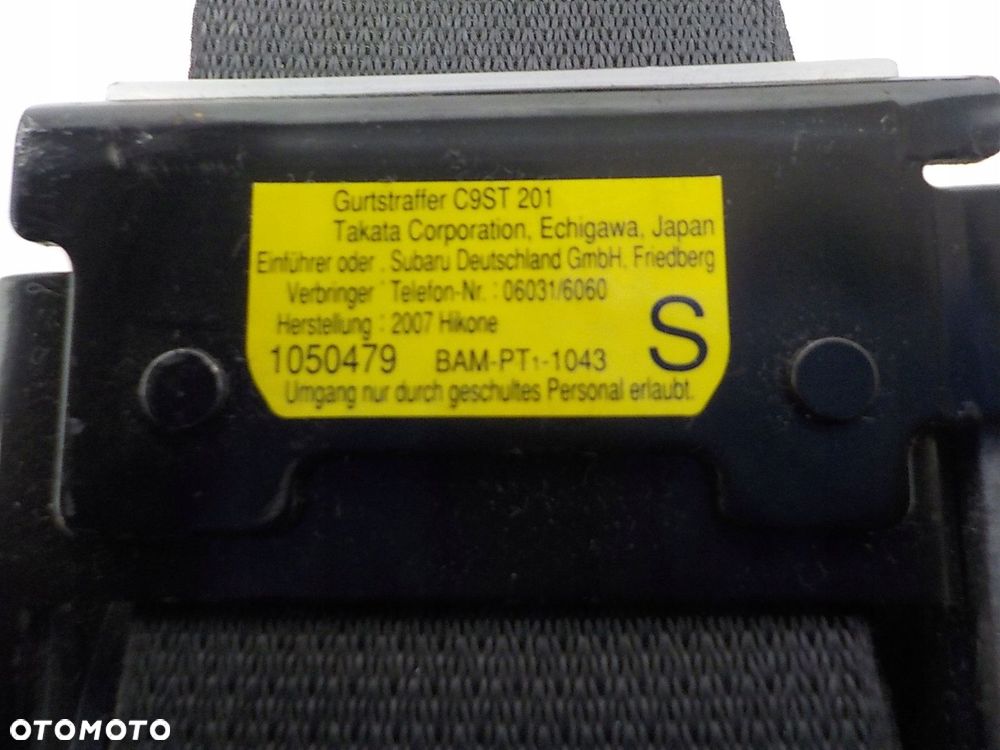 Gurtstraffer C9ST 201
Takata Corporation, Echigawa, Japan
Einführer oder . Subaru Deutschland GmbH, Friedberg
Verbringer Telefon-Nr. : 06031/6060
Herstellung : 2007 Hikone
1050479 BAM-PT1-1043 S
Umgang nur durch geschultes Personal erlaubt.
OTOMOTO